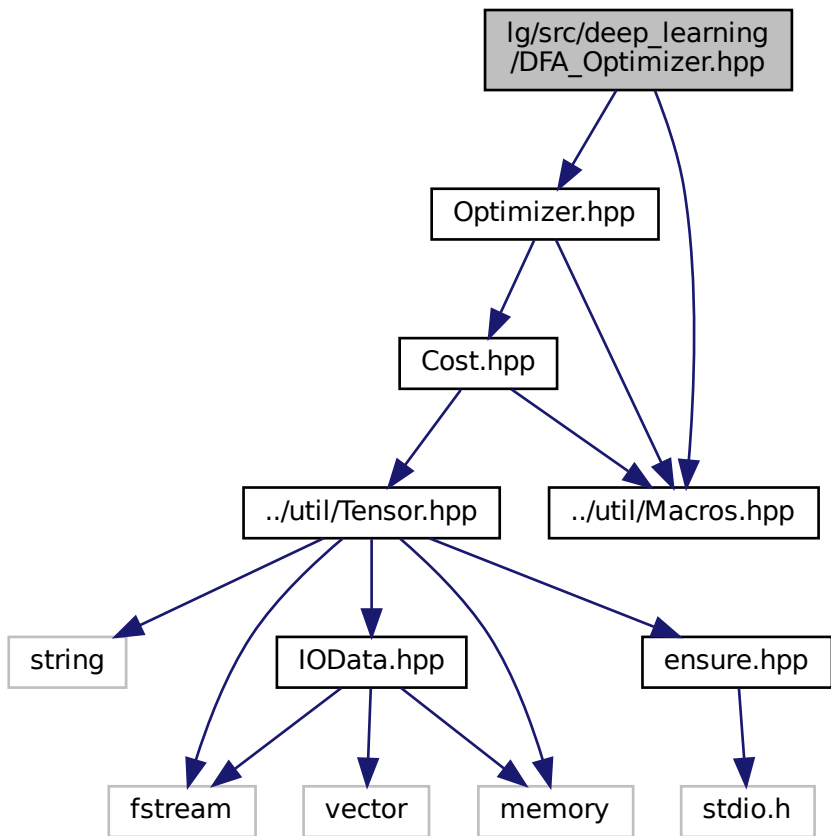 lg/src/deep_learning
/DFA_Optimizer.hpp
Optimizer.hpp
Cost.hpp
../util/Tensor.hpp
../util/Macros.hpp
string
IOData.hpp
ensure.hpp
fstream
vector
memory
stdio.h